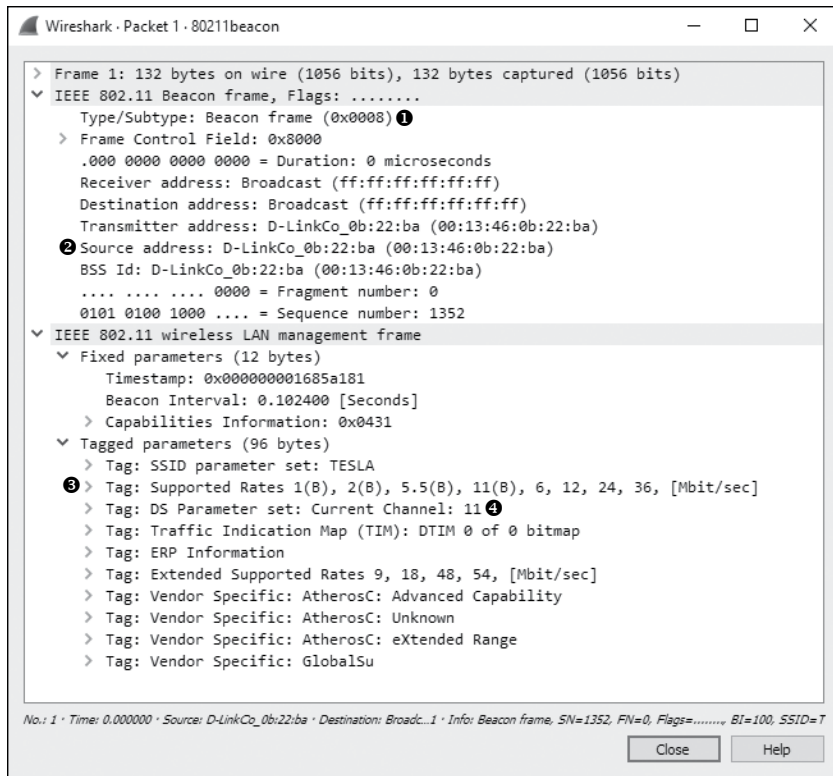 Wireshark · Packet 1 · 80211beacon
> Frame 1: 132 bytes on wire (1056 bits), 132 bytes captured (1056 bits)
IEEE 802.11 Beacon frame, Flags: ........
Type/Subtype: Beacon frame (0x0008) ❶
> Frame Control Field: 0x8000
.000 0000 0000 0000 = Duration: 0 microseconds
Receiver address: Broadcast (ff:ff:ff:ff:ff:ff)
Destination address: Broadcast (ff:ff:ff:ff:ff:ff)
Transmitter address: D-LinkCo_0b:22:ba (00:13:46:0b:22:ba)
❷ Source address: D-LinkCo_0b:22:ba (00:13:46:0b:22:ba)
BSS Id: D-LinkCo_0b:22:ba (00:13:46:0b:22:ba)
.... .... .... 0000 = Fragment number: 0
0101 0100 1000 .... = Sequence number: 1352
IEEE 802.11 wireless LAN management frame
Fixed parameters (12 bytes)
Timestamp: 0x000000001685a181
Beacon Interval: 0.102400 [Seconds]
> Capabilities Information: 0x0431
Tagged parameters (96 bytes)
> Tag: SSID parameter set: TESLA
❸ > Tag: Supported Rates 1(B), 2(B), 5.5(B), 11(B), 6, 12, 24, 36, [Mbit/sec]
> Tag: DS Parameter set: Current Channel: 11 ❹
> Tag: Traffic Indication Map (TIM): DTIM 0 of 0 bitmap
> Tag: ERP Information
> Tag: Extended Supported Rates 9, 18, 48, 54, [Mbit/sec]
> Tag: Vendor Specific: AtherosC: Advanced Capability
> Tag: Vendor Specific: AtherosC: Unknown
> Tag: Vendor Specific: AtherosC: eXtended Range
> Tag: Vendor Specific: GlobalSu
No.: 1 · Time: 0.000000 · Source: D-LinkCo_0b:22:ba · Destination: Broadc...1 · Info: Beacon frame, SN=1352, FN=0, Flags=........, BI=100, SSID=T
Close Help